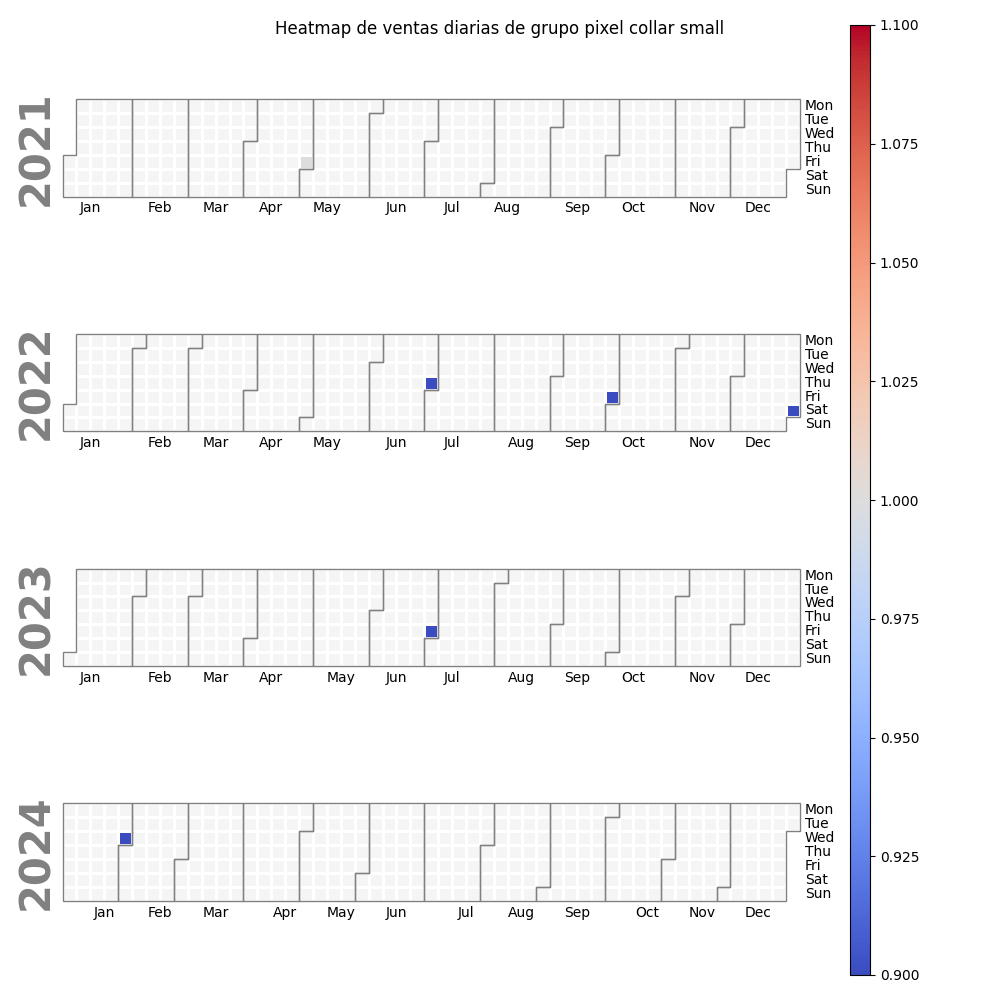 Heatmap de ventas diarias de grupo pixel collar small
2021
Mon
Tue
Wed
Thu
Fri
Sat
Sun
Jan Feb Mar Apr May Jun Jul Aug Sep Oct Nov Dec
2022
Mon
Tue
Wed
Thu
Fri
Sat
Sun
Jan Feb Mar Apr May Jun Jul Aug Sep Oct Nov Dec
2023
Mon
Tue
Wed
Thu
Fri
Sat
Sun
Jan Feb Mar Apr May Jun Jul Aug Sep Oct Nov Dec
2024
Mon
Tue
Wed
Thu
Fri
Sat
Sun
Jan Feb Mar Apr May Jun Jul Aug Sep Oct Nov Dec
1.100
1.075
1.050
1.025
1.000
0.975
0.950
0.925
0.900